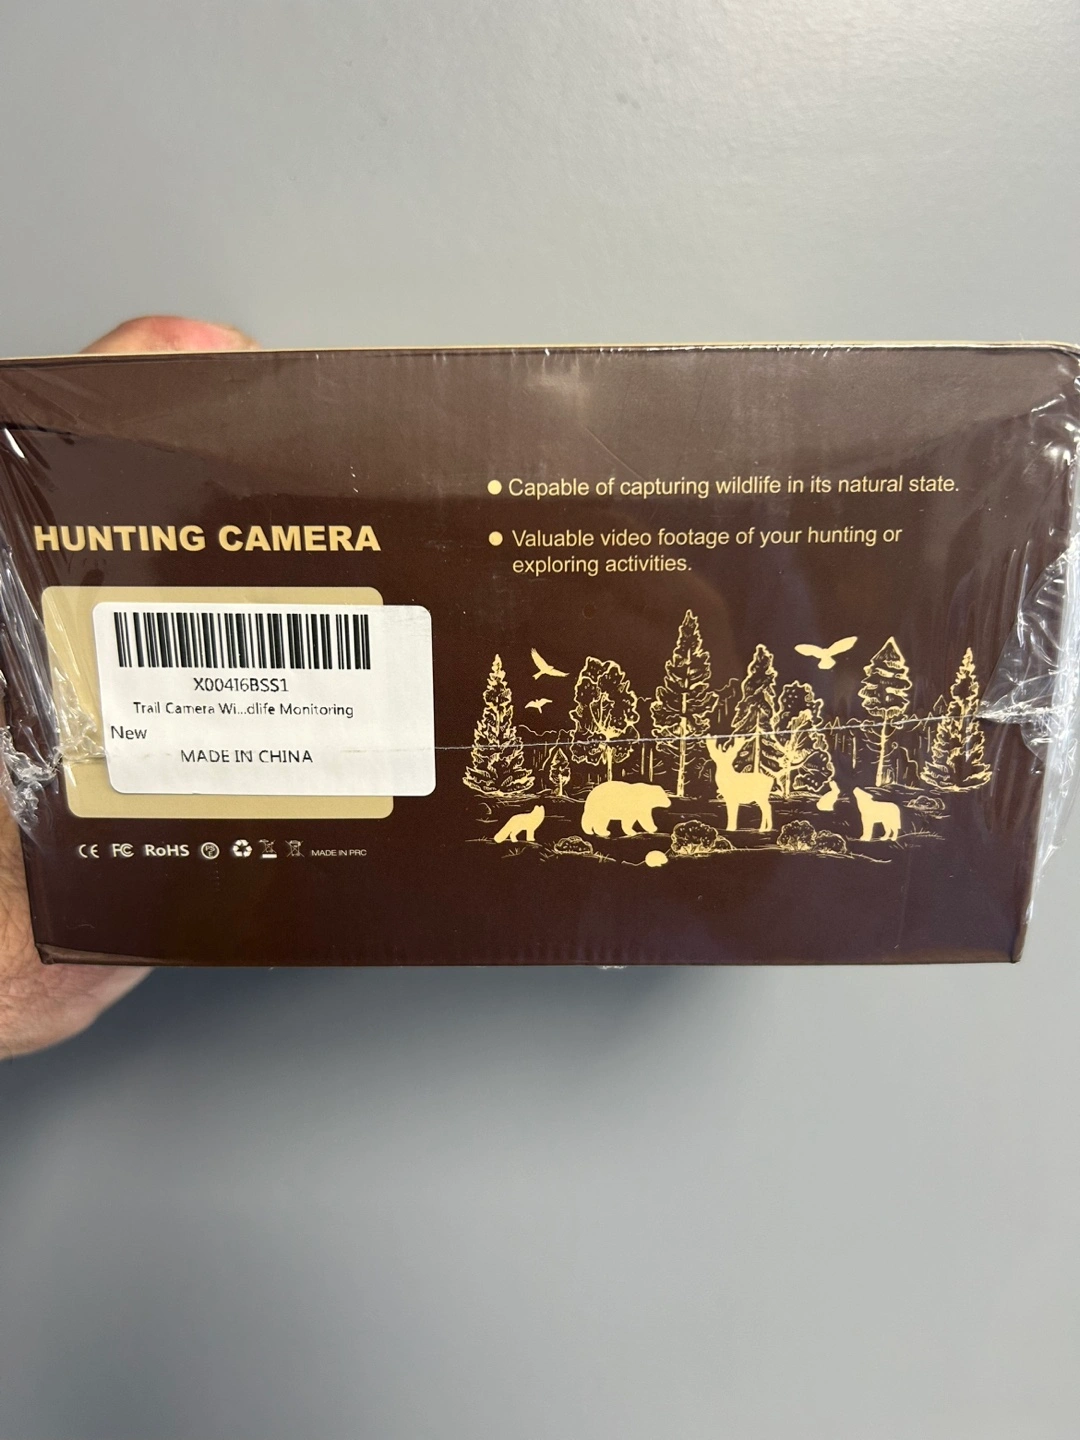 HUNTING CAMERA
X00416BSS1
Trail Camera Wi...dlife Monitoring
New
MADE IN CHINA
CE FC RoHS MADE IN PRC
Capable of capturing wildlife in its natural state.
Valuable video footage of your hunting or
exploring activities.